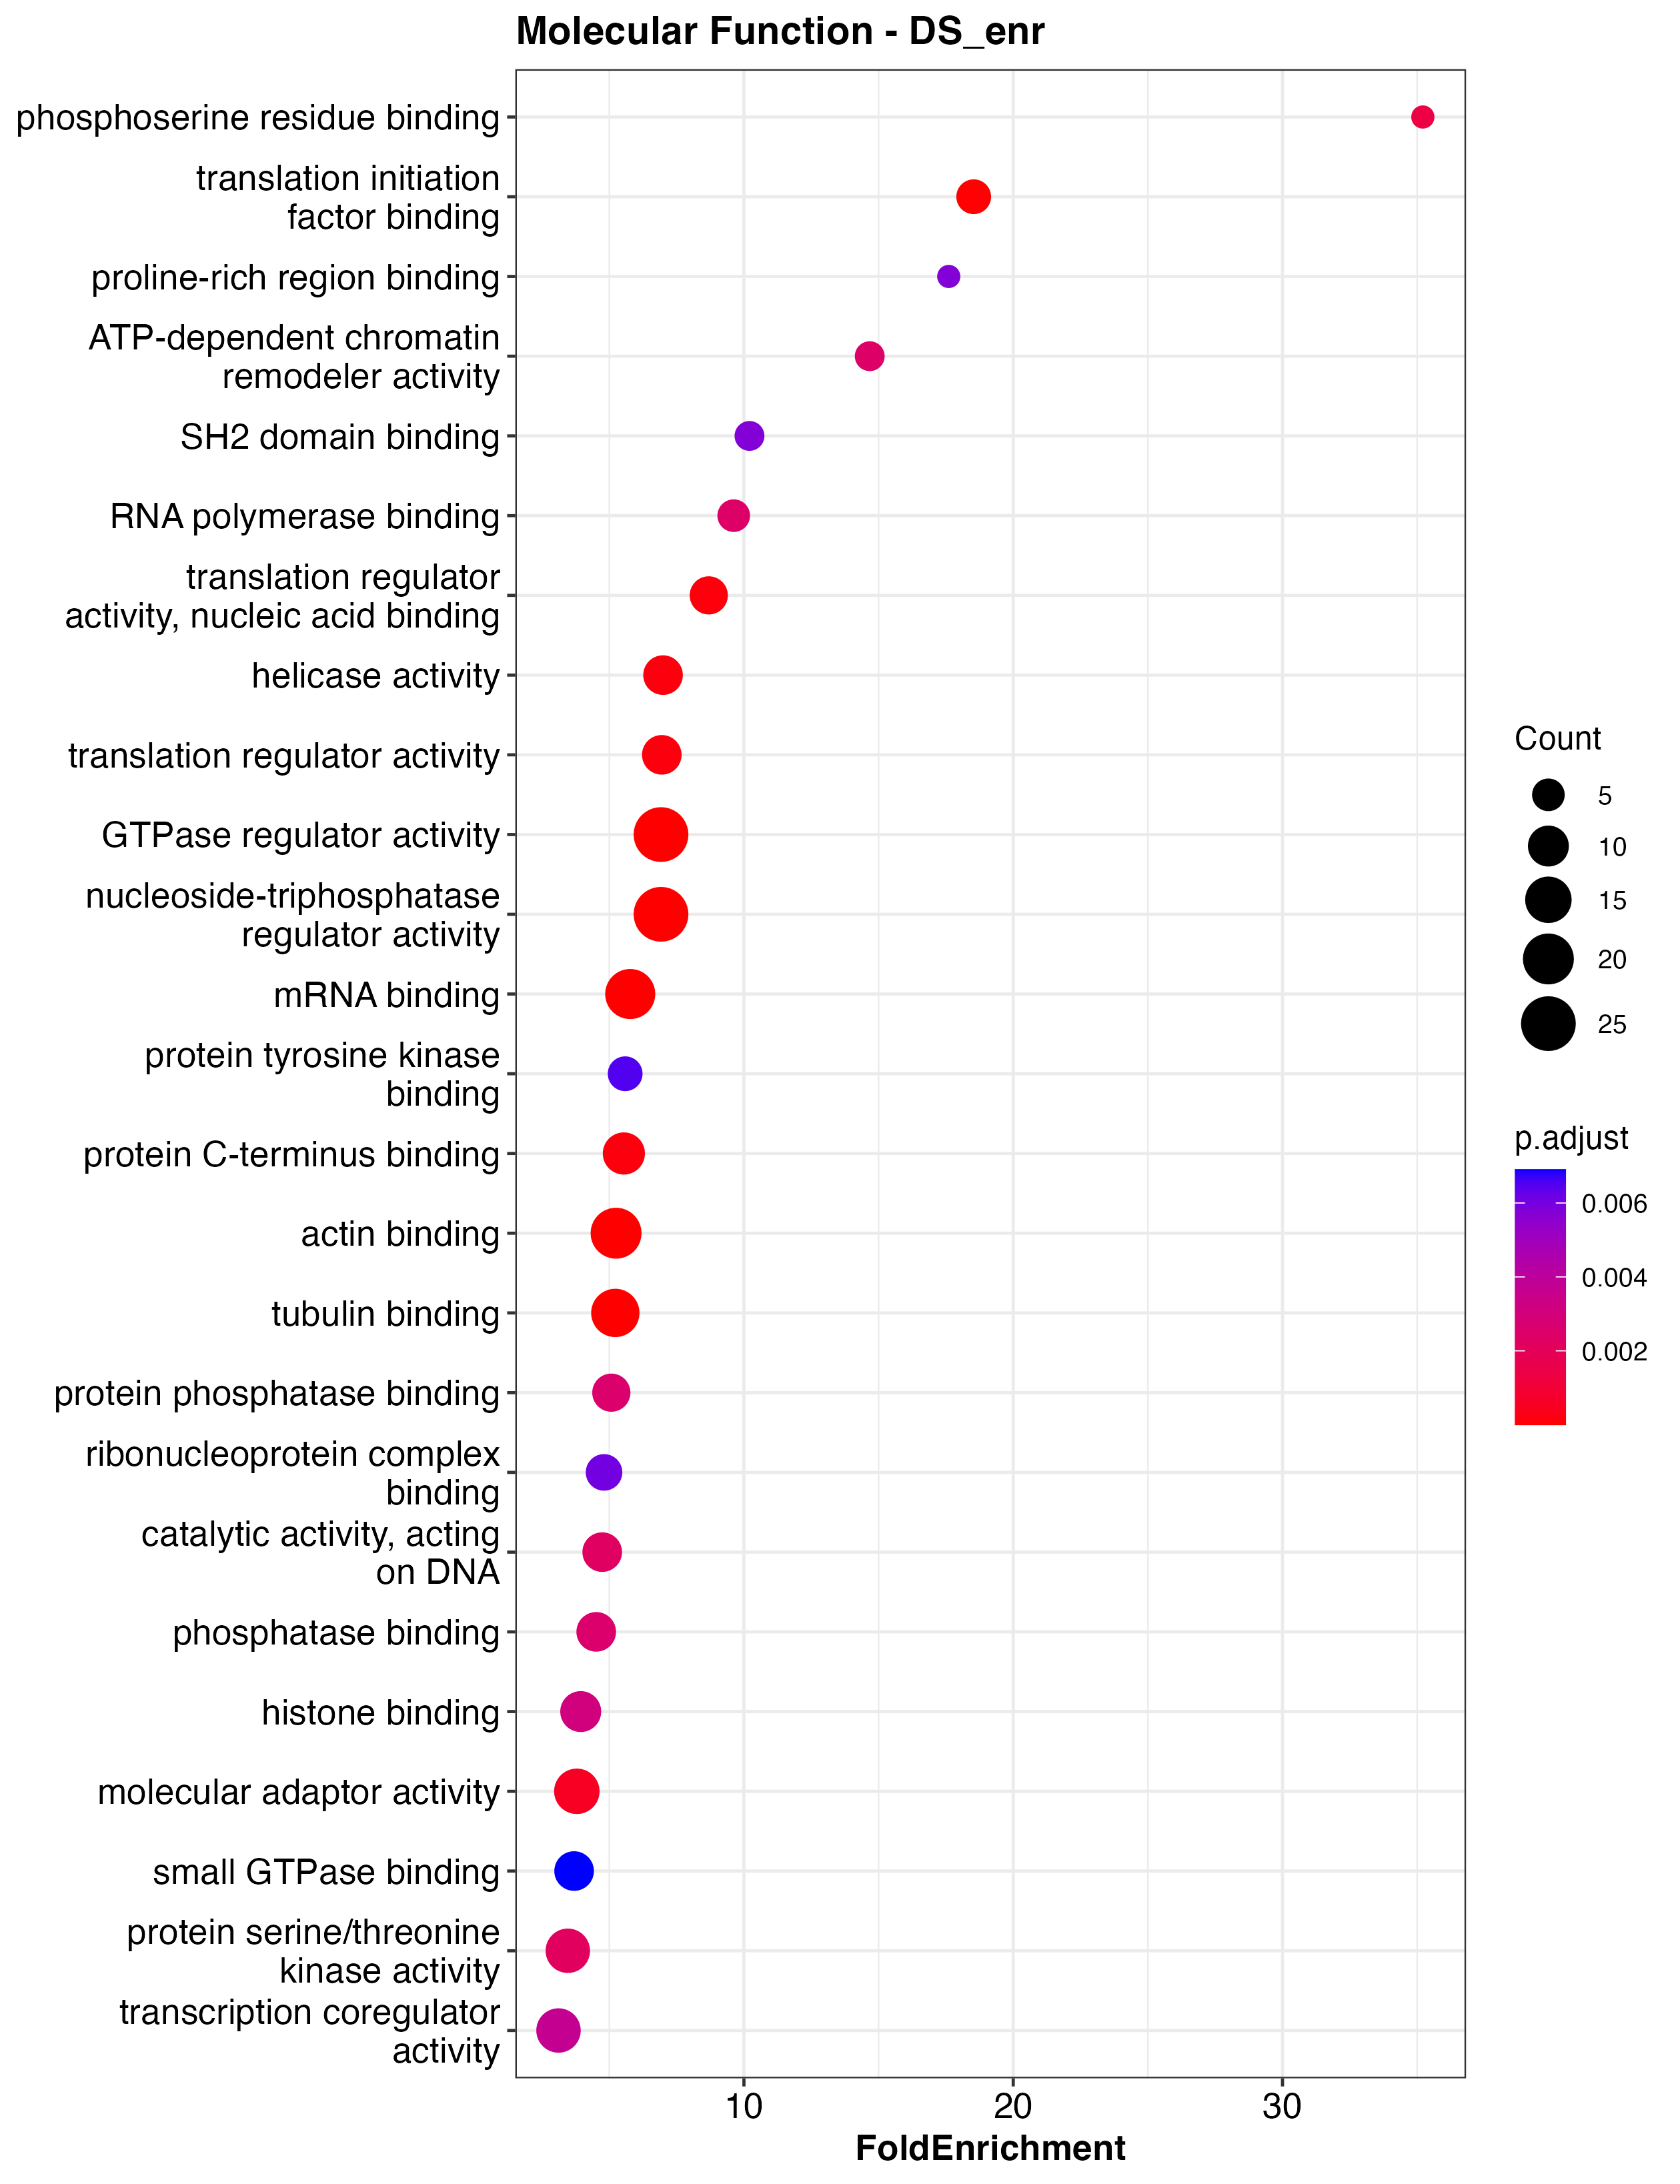 Molecular Function - DS_enr
phosphoserine residue binding
translation initiation
factor binding
proline-rich region binding
ATP-dependent chromatin
remodeler activity
SH2 domain binding
RNA polymerase binding
translation regulator
activity, nucleic acid binding
helicase activity
translation regulator activity
GTPase regulator activity
nucleoside-triphosphatase
regulator activity
mRNA binding
protein tyrosine kinase
binding
protein C-terminus binding
actin binding
tubulin binding
protein phosphatase binding
ribonucleoprotein complex
binding
catalytic activity, acting
on DNA
phosphatase binding
histone binding
molecular adaptor activity
small GTPase binding
protein serine/threonine
kinase activity
transcription coregulator
activity
10
20
30
FoldEnrichment
Count
5
10
15
20
25
p.adjust
0.006
0.004
0.002